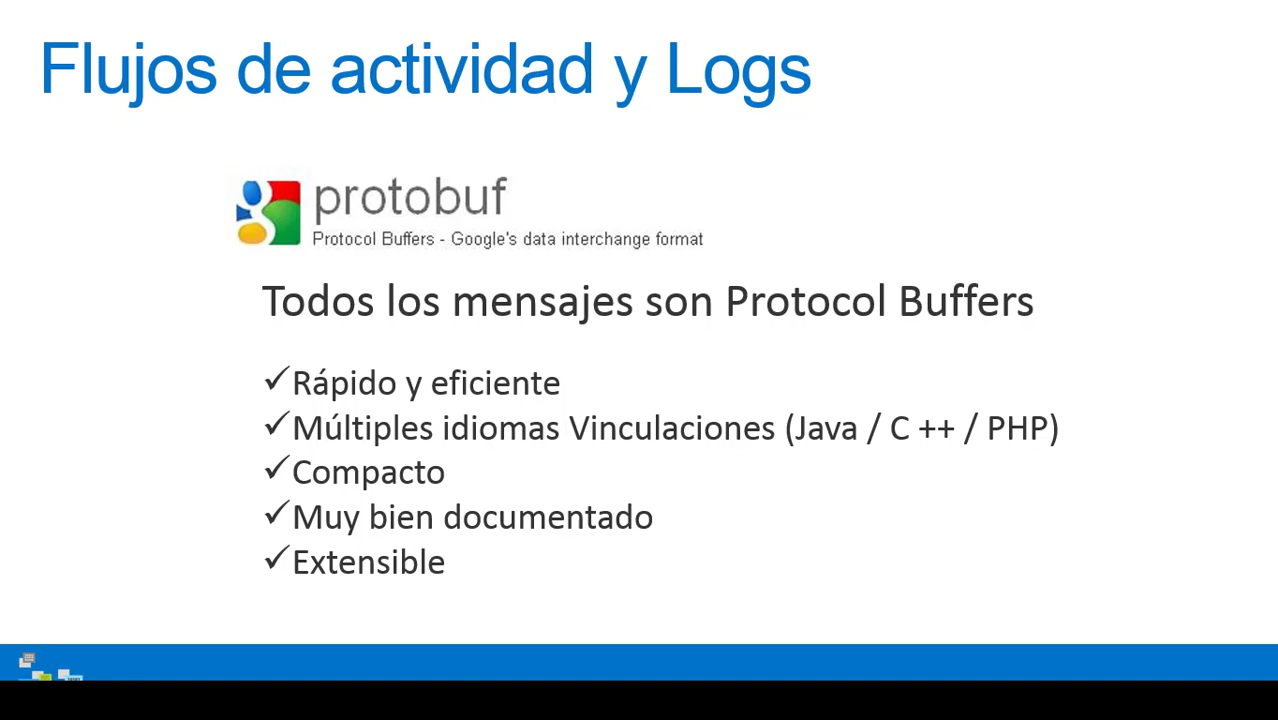 Flujos de actividad y Logs
protobuf
Protocol Buffers - Google's data interchange format
Todos los mensajes son Protocol Buffers
✓Rápido y eficiente
✓Múltiples idiomas Vinculaciones (Java / C ++ / PHP)
✓Compacto
✓Muy bien documentado
✓Extensible